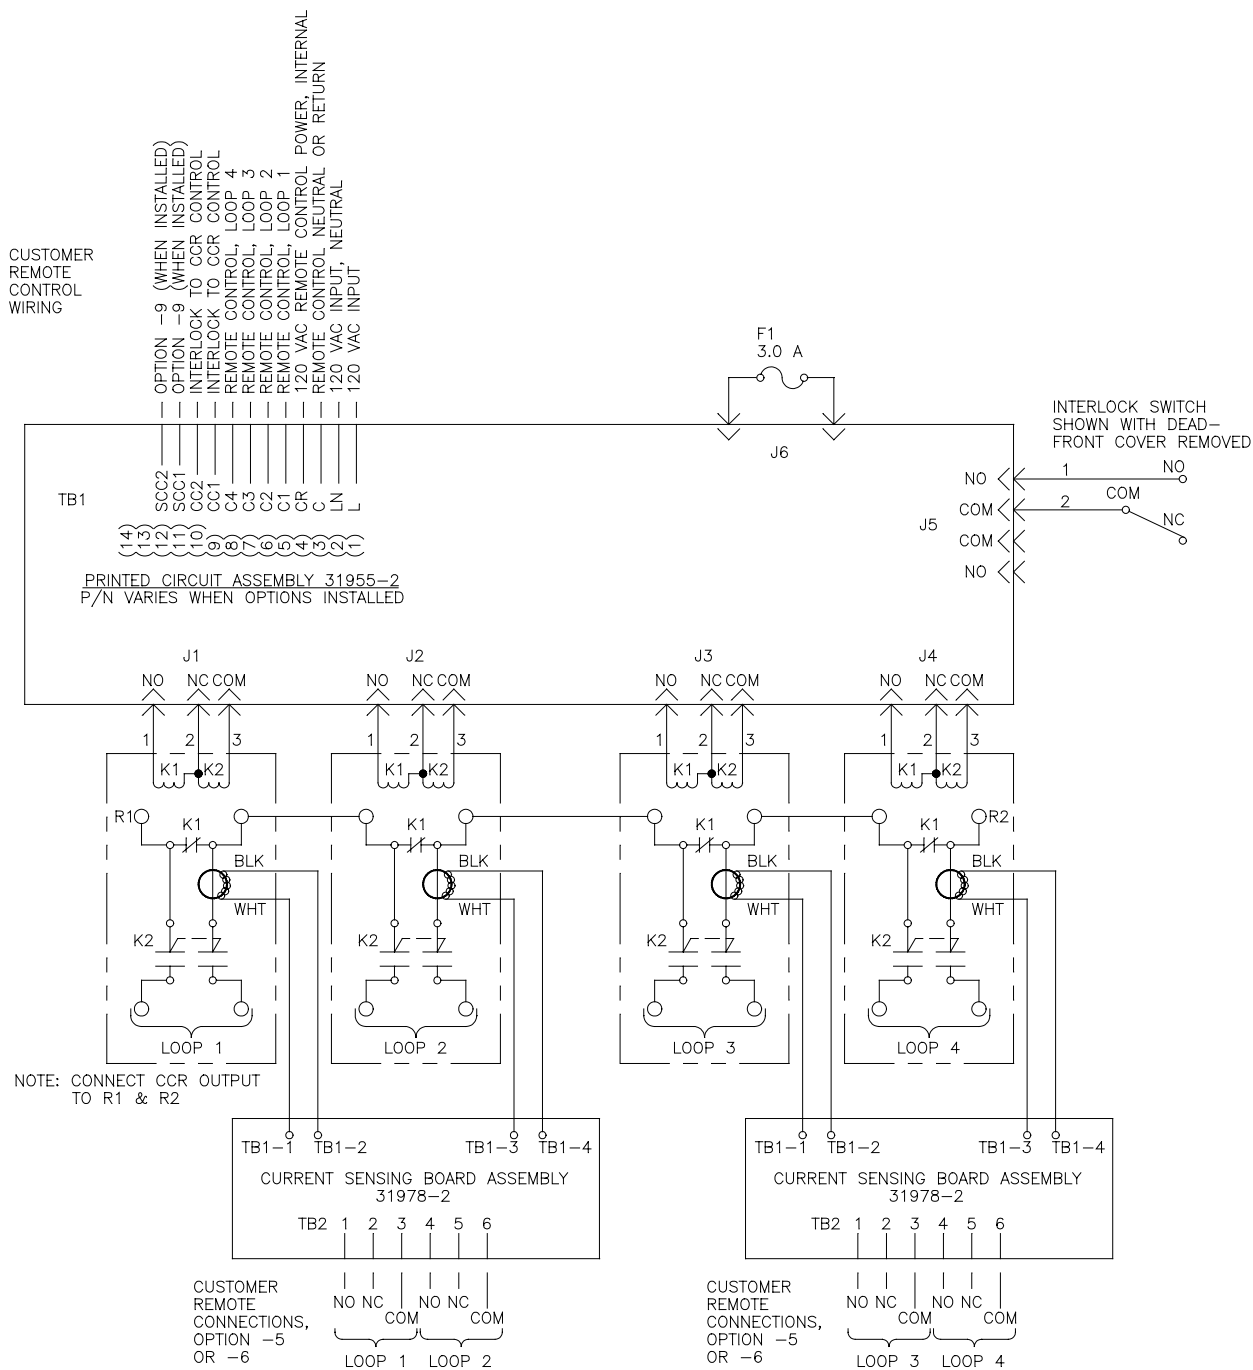 CUSTOMER
REMOTE
CONTROL
WIRING
OPTION -9 (WHEN INSTALLED)
OPTION -9 (WHEN INSTALLED)
INTERLOCK TO CCR CONTROL
INTERLOCK TO CCR CONTROL
REMOTE CONTROL, LOOP 4
REMOTE CONTROL, LOOP 3
REMOTE CONTROL, LOOP 2
REMOTE CONTROL, LOOP 1
120 VAC REMOTE CONTROL POWER, INTERNAL
REMOTE CONTROL NEUTRAL OR RETURN
120 VAC INPUT, NEUTRAL
120 VAC INPUT
F1
3.0 A
J6
INTERLOCK SWITCH
SHOWN WITH DEAD-
FRONT COVER REMOVED
TB1
SCC2 SCC1 CC2 CC1 C4 C3 C2 C1 CR C LN L
(14) (13) (12) (11) (10) (9) (8) (7) (6) (5) (4) (3) (2) (1)
PRINTED CIRCUIT ASSEMBLY 31955-2
P/N VARIES WHEN OPTIONS INSTALLED
J5
NO 1 NO
COM 2 COM
NC
COM
NO
J1 J2 J3 J4
NO NC COM NO NC COM NO NC COM NO NC COM
1 2 3 1 2 3 1 2 3 1 2 3
K1 K2 K1 K2 K1 K2 K1 K2
R1 K1 K1 K1 K1 R2
BLK BLK BLK BLK
WHT WHT WHT WHT
K2 K2 K2 K2
LOOP 1 LOOP 2 LOOP 3 LOOP 4
NOTE: CONNECT CCR OUTPUT
TO R1 & R2
TB1-1 TB1-2 TB1-3 TB1-4
CURRENT SENSING BOARD ASSEMBLY
31978-2
TB2 1 2 3 4 5 6
CUSTOMER
REMOTE
CONNECTIONS,
OPTION -5
OR -6
NO NC COM NO NC COM
LOOP 1 LOOP 2
TB1-1 TB1-2 TB1-3 TB1-4
CURRENT SENSING BOARD ASSEMBLY
31978-2
TB2 1 2 3 4 5 6
CUSTOMER
REMOTE
CONNECTIONS,
OPTION -5
OR -6
NO NC COM NO NC COM
LOOP 3 LOOP 4